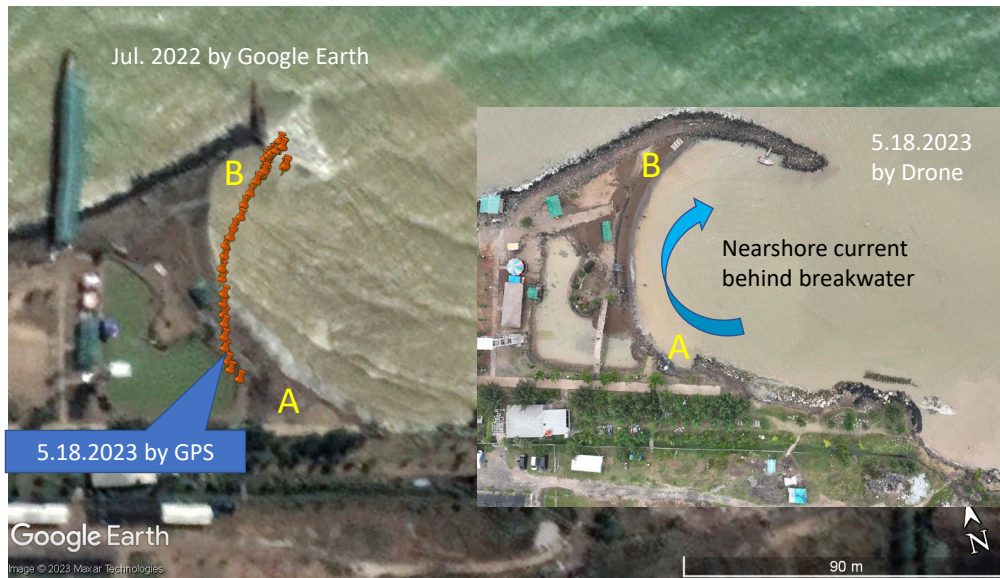 Jul. 2022 by Google Earth
5.18.2023
by Drone
B
B
Nearshore current
behind breakwater
A
A
5.18.2023 by GPS
Google Earth
Image © 2023 Maxar Technologies
90 m
N